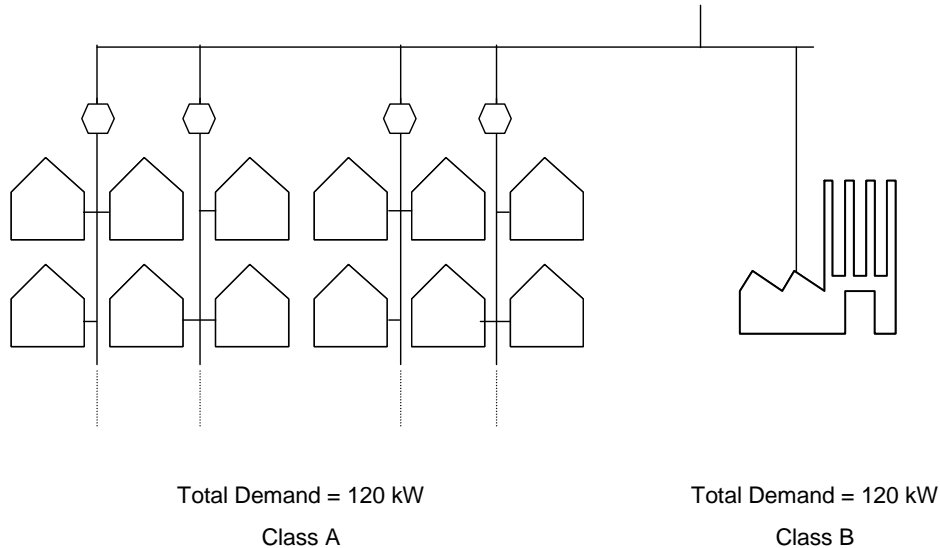 Total Demand = 120 kW
Class A
Total Demand = 120 kW
Class B